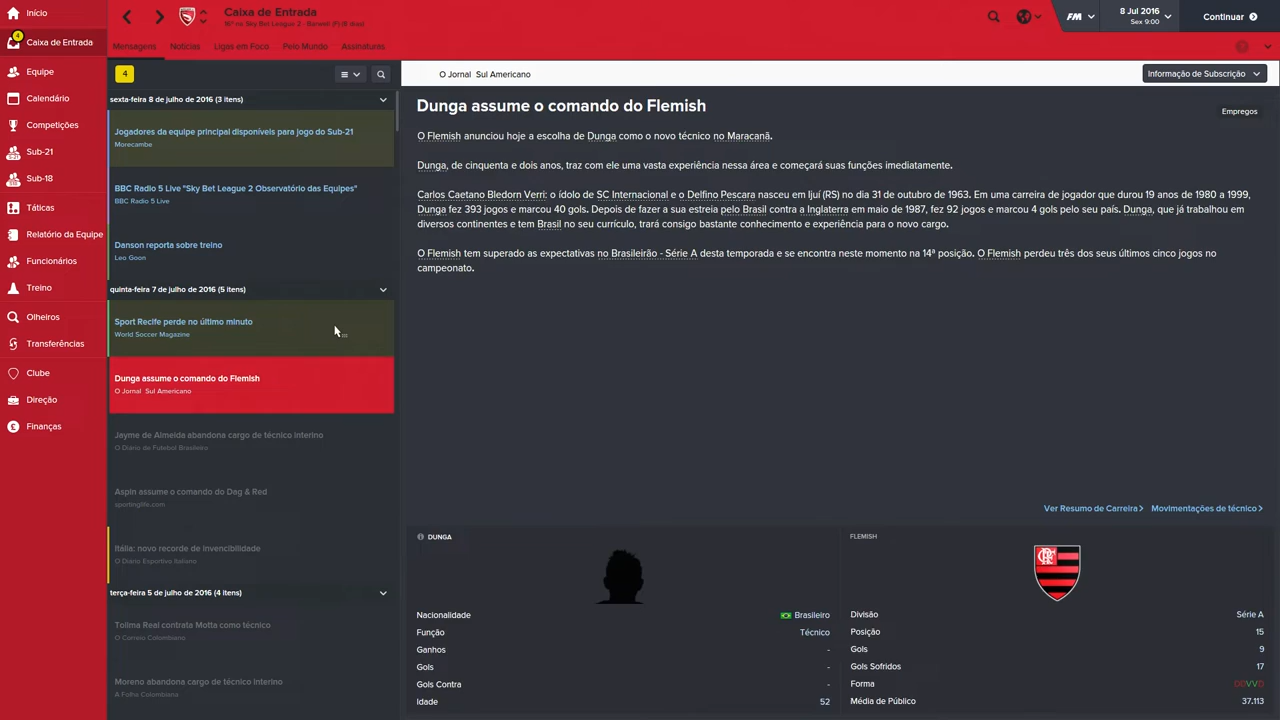 Início
Caixa de Entrada
Equipe
Calendário
Competições
Sub-21
Sub-18
Táticas
Relatório da Equipe
Funcionários
Treino
Olheiros
Transferências
Clube
Direção
Finanças
Caixa de Entrada
FM
8 Jul 2016
Sex 9:00
Continuar
Mensagens
Notícias
Ligas em Foco
Pelo Mundo
Assinaturas
4
sexta-feira 8 de julho de 2016 (3 itens)
Jogadores da equipe principal disponíveis para jogo do Sub-21
Morecambe
BBC Radio 5 Live "Sky Bet League 2 Observatório das Equipes"
BBC Radio 5 Live
Danson reporta sobre treino
Leo Goon
quinta-feira 7 de julho de 2016 (5 itens)
Sport Recife perde no último minuto
World Soccer Magazine
Dunga assume o comando do Flemish
O Jornal Sul Americano
Jayme de Almeida abandona cargo de técnico interino
O Diário de Futebol Brasileiro
Aspin assume o comando do Dag & Red
sportinglife.com
Itália: novo recorde de invencibilidade
O Diário Esportivo Italiano
terça-feira 5 de julho de 2016 (4 itens)
Tolima Real contrata Motta como técnico
O Correio Colombiano
Moreno abandona cargo de técnico interino
A Folha Colombiana
O Jornal Sul Americano
Informação de Subscrição
Dunga assume o comando do Flemish
Empregos
O Flemish anunciou hoje a escolha de Dunga como o novo técnico no Maracanã.
Dunga, de cinquenta e dois anos, traz com ele uma vasta experiência nessa área e começará suas funções imediatamente.
Carlos Caetano Bledorn Verri: o ídolo de SC Internacional e o Delfino Pescara nasceu em Ijuí (RS) no dia 31 de outubro de 1963. Em uma carreira de jogador que durou 19 anos de 1980 a 1999,
Dunga fez 393 jogos e marcou 40 gols. Depois de fazer a sua estreia pelo Brasil contra a Inglaterra em maio de 1987, fez 92 jogos e marcou 4 gols pelo seu país. Dunga, que já trabalhou em
diversos continentes e tem Brasil no seu currículo, trará consigo bastante conhecimento e experiência para o novo cargo.
O Flemish tem superado as expectativas no Brasileirão - Série A desta temporada e se encontra neste momento na 14ª posição. O Flemish perdeu três dos seus últimos cinco jogos no
campeonato.
Ver Resumo de Carreira
Movimentações de técnico
DUNGA
Nacionalidade Brasileiro
Função Técnico
Ganhos -
Gols -
Gols Contra -
Idade 52
FLEMISH
Divisão Série A
Posição 15
Gols 9
Gols Sofridos 17
Forma DDVVD
Média de Público 37.113